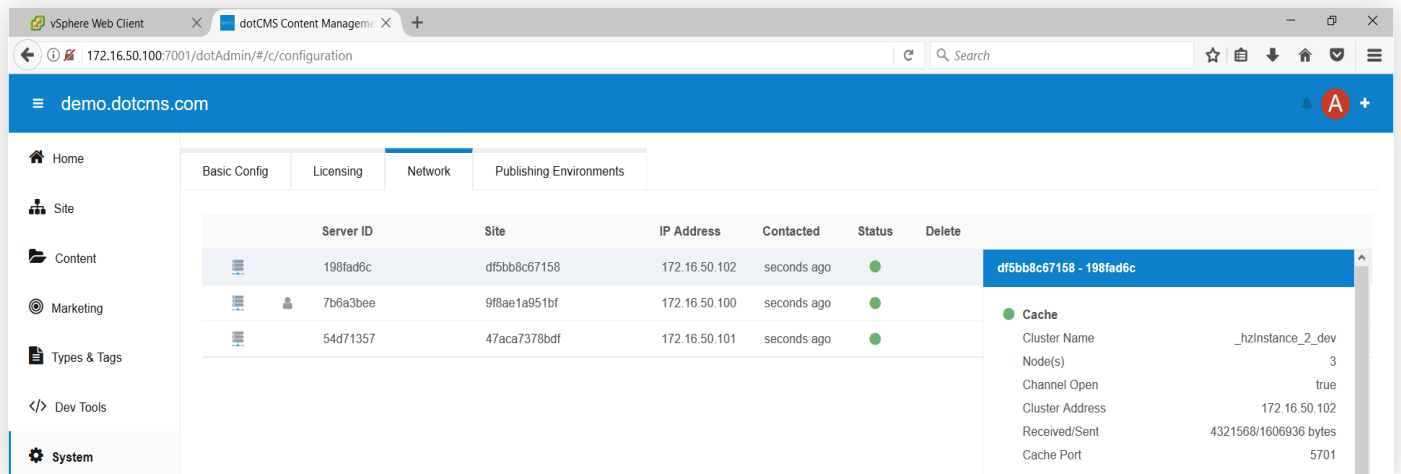 vSphere Web Client
dotCMS Content Manageme
172.16.50.100:7001/dotAdmin/#/c/configuration
Search
demo.dotcms.com
A
Home
Site
Content
Marketing
Types & Tags
Dev Tools
System
Basic Config Licensing Network Publishing Environments
Server ID Site IP Address Contacted Status Delete
198fad6c df5bb8c67158 172.16.50.102 seconds ago
7b6a3bee 9f8ae1a951bf 172.16.50.100 seconds ago
54d71357 47aca7378bdf 172.16.50.101 seconds ago
df5bb8c67158 - 198fad6c
Cache
Cluster Name _hzInstance_2_dev
Node(s) 3
Channel Open true
Cluster Address 172.16.50.102
Received/Sent 4321568/1606936 bytes
Cache Port 5701